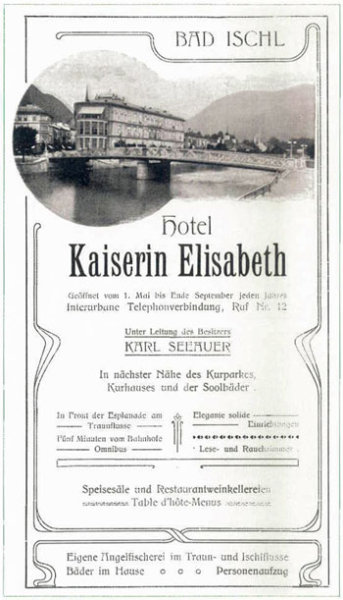 BAD ISCHL
Hotel
Kaiserin Elisabeth
Geöffnet vom 1. Mai bis Ende September jeden Jahres
Interurbane Telephonverbindung, Ruf Nr. 12
Unter Leitung des Besitzers
KARL SEEAUER
In nächster Nähe des Kurparkes,
Kurhauses und der Soolbäder.
In Front der Esplanade am
Traunflusse
Fünf Minuten vom Bahnhofe
Omnibus
Elegante solide
Einrichtungen
Lese- und Rauchzimmer
Speisesäle und Restaurantweinkellereien
Table d'hôte-Menus
Eigene Angelfischerei im Traun- und Ischlflusse
Bäder im Hause o o o Personenaufzug